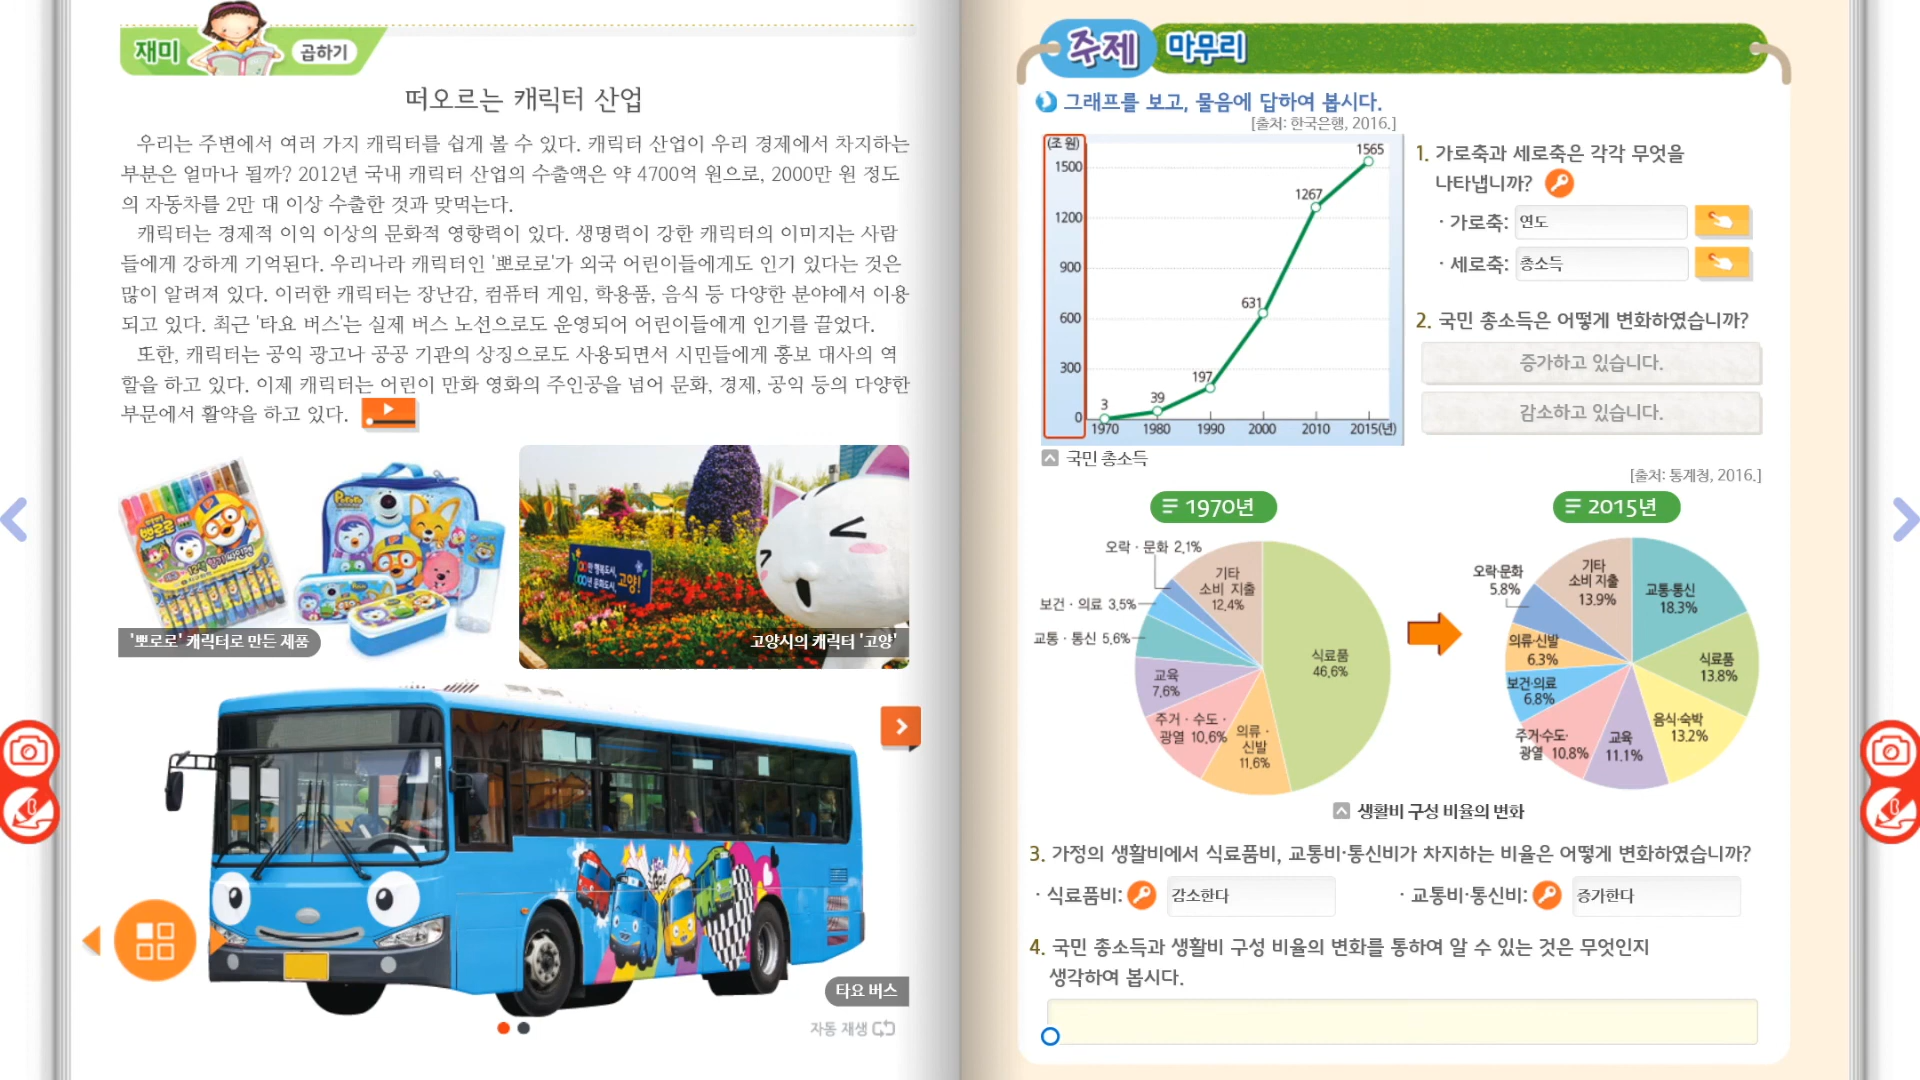 재미 곱하기
떠오르는 캐릭터 산업
우리는 주변에서 여러 가지 캐릭터를 쉽게 볼 수 있다. 캐릭터 산업이 우리 경제에서 차지하는
부분은 얼마나 될까? 2012년 국내 캐릭터 산업의 수출액은 약 4700억 원으로, 2000만 원 정도
의 자동차를 2만 대 이상 수출한 것과 맞먹는다.
캐릭터는 경제적 이익 이상의 문화적 영향력이 있다. 생명력이 강한 캐릭터의 이미지는 사람
들에게 강하게 기억된다. 우리나라 캐릭터인 '뽀로로'가 외국 어린이들에게도 인기 있다는 것은
많이 알려져 있다. 이러한 캐릭터는 장난감, 컴퓨터 게임, 학용품, 음식 등 다양한 분야에서 이용
되고 있다. 최근 '타요 버스'는 실제 버스 노선으로도 운영되어 어린이들에게 인기를 끌었다.
또한, 캐릭터는 공익 광고나 공공 기관의 상징으로도 사용되면서 시민들에게 홍보 대사의 역
할을 하고 있다. 이제 캐릭터는 어린이 만화 영화의 주인공을 넘어 문화, 경제, 공익 등의 다양한
부문에서 활약을 하고 있다.
뽀로로
'뽀로로' 캐릭터로 만든 제품
고양!
고양시의 캐릭터 '고양'
타요 버스
자동 재생
주제 마무리
그래프를 보고, 물음에 답하여 봅시다.
[출처: 한국은행, 2016.]
(조 원)
1500
1200
900
600
300
0
3
39
197
631
1267
1565
1970 1980 1990 2000 2010 2015(년)
국민 총소득
1. 가로축과 세로축은 각각 무엇을
나타냅니까?
· 가로축: 연도
· 세로축: 총소득
2. 국민 총소득은 어떻게 변화하였습니까?
증가하고 있습니다.
감소하고 있습니다.
[출처: 통계청, 2016.]
1970년
오락 · 문화 2.1%
보건 · 의료 3.5%
교통 · 통신 5.6%
교육
7.6%
주거 · 수도 ·
광열 10.6%
의류 ·
신발
11.6%
식료품
46.6%
기타
소비 지출
12.4%
2015년
오락·문화
5.8%
의류·신발
6.3%
보건·의료
6.8%
주거·수도·
광열 10.8%
교육
11.1%
음식·숙박
13.2%
식료품
13.8%
교통·통신
18.3%
기타
소비 지출
13.9%
생활비 구성 비율의 변화
3. 가정의 생활비에서 식료품비, 교통비·통신비가 차지하는 비율은 어떻게 변화하였습니까?
· 식료품비: 감소한다
· 교통비·통신비: 증가한다
4. 국민 총소득과 생활비 구성 비율의 변화를 통하여 알 수 있는 것은 무엇인지
생각하여 봅시다.